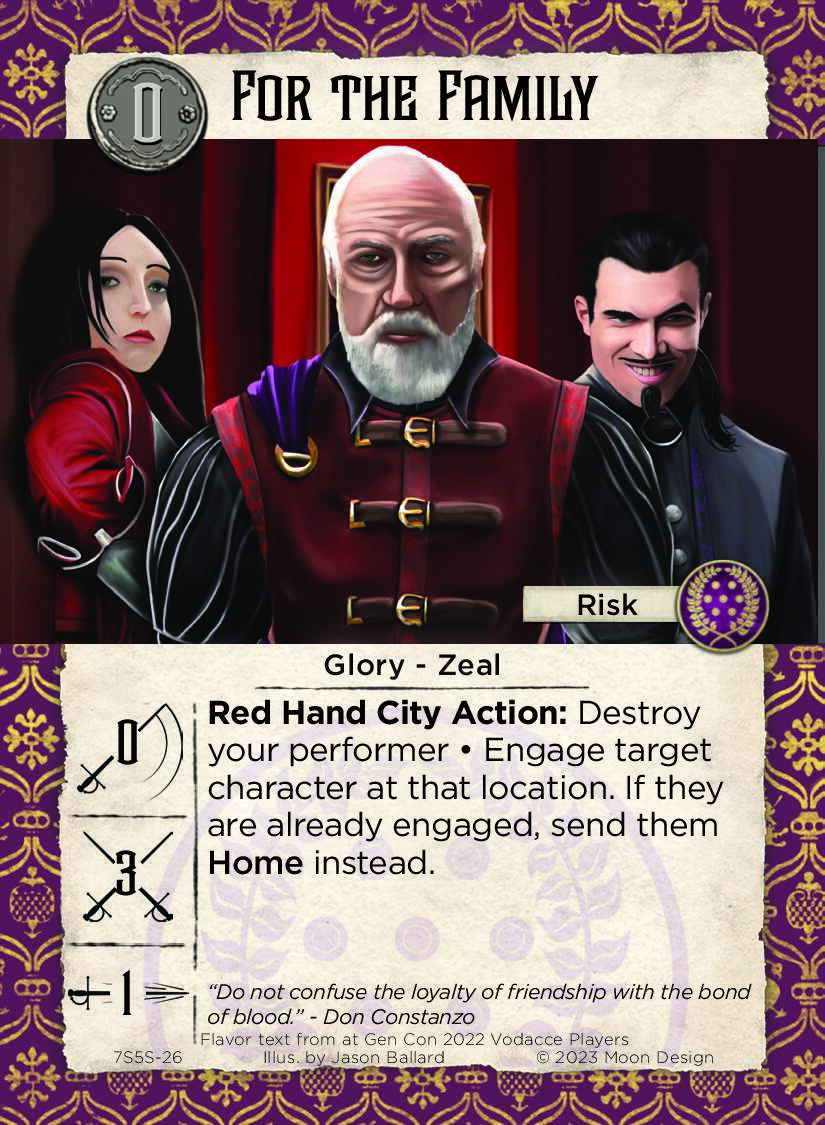 0
For the Family
Risk
Glory - Zeal
0
3
1
Red Hand City Action: Destroy
your performer • Engage target
character at that location. If they
are already engaged, send them
Home instead.
“Do not confuse the loyalty of friendship with the bond
of blood.” - Don Constanzo
Flavor text from at Gen Con 2022 Vodacce Players
7S5S-26 Illus. by Jason Ballard © 2023 Moon Design